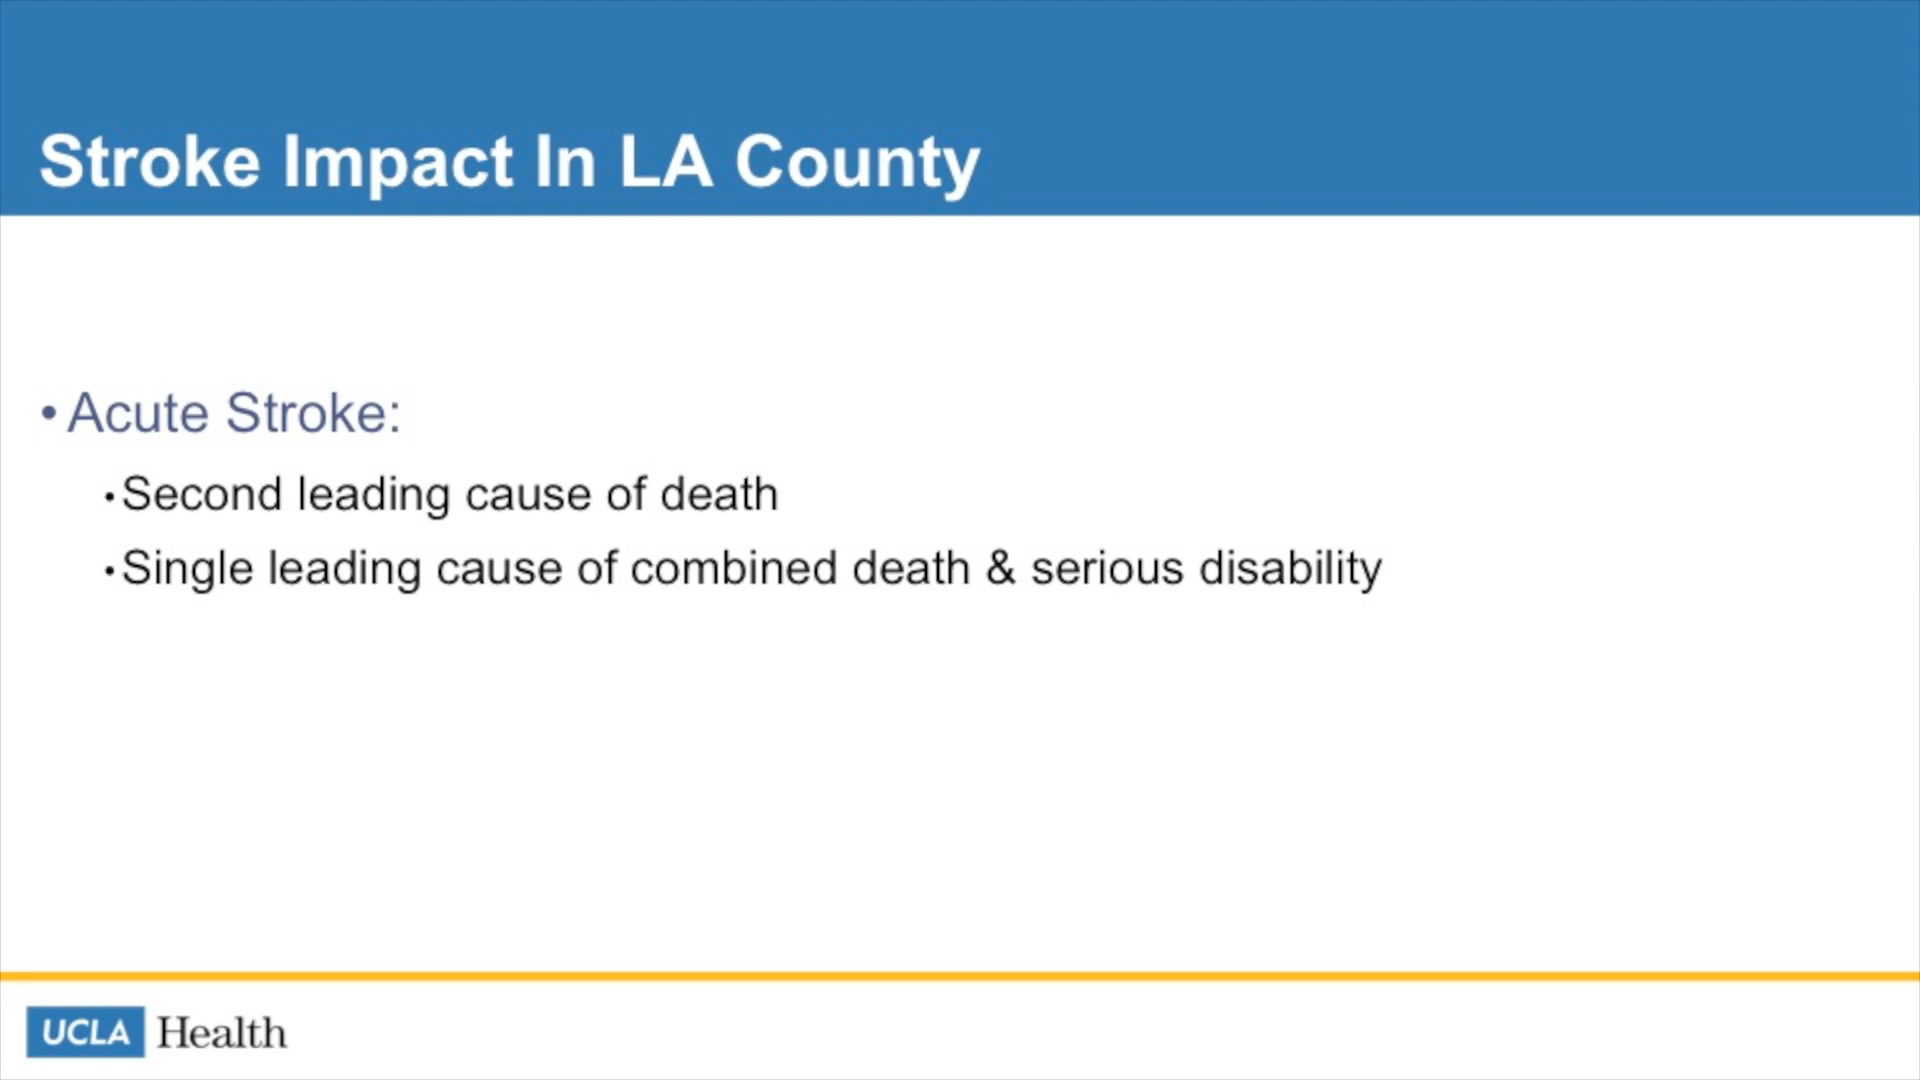 Stroke Impact In LA County
• Acute Stroke:
• Second leading cause of death
• Single leading cause of combined death & serious disability
UCLA Health